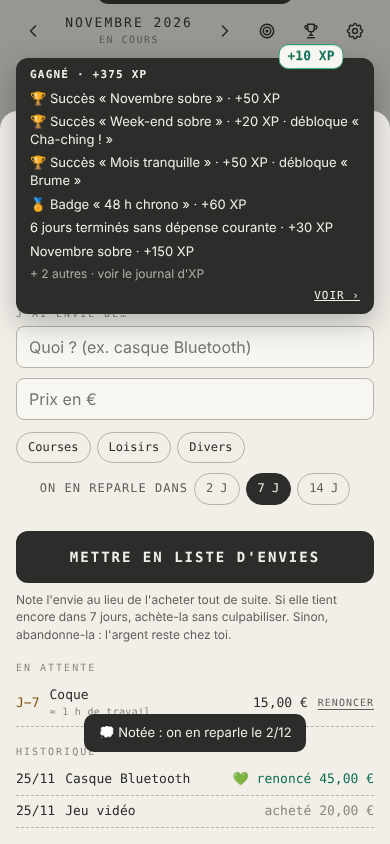 NOVEMBRE 2026
EN COURS
+10 XP
GAGNÉ · +375 XP
🏆 Succès « Novembre sobre » · +50 XP
🏆 Succès « Week-end sobre » · +20 XP · débloque «
Cha-ching ! »
🏆 Succès « Mois tranquille » · +50 XP · débloque «
Brume »
🏅 Badge « 48 h chrono » · +60 XP
6 jours terminés sans dépense courante · +30 XP
Novembre sobre · +150 XP
+ 2 autres · voir le journal d'XP
VOIR ›
J'AI ENVIE DE…
Quoi ? (ex. casque Bluetooth)
Prix en €
Courses Loisirs Divers
ON EN REPARLE DANS 2 J 7 J 14 J
METTRE EN LISTE D'ENVIES
Note l'envie au lieu de l'acheter tout de suite. Si elle tient
encore dans 7 jours, achète-la sans culpabiliser. Sinon,
abandonne-la : l'argent reste chez toi.
EN ATTENTE
J−7 Coque 15,00 € RENONCER
≈ 1 h de travail
💭 Notée : on en reparle le 2/12
HISTORIQUE
25/11 Casque Bluetooth 💚 renoncé 45,00 €
25/11 Jeu vidéo acheté 20,00 €